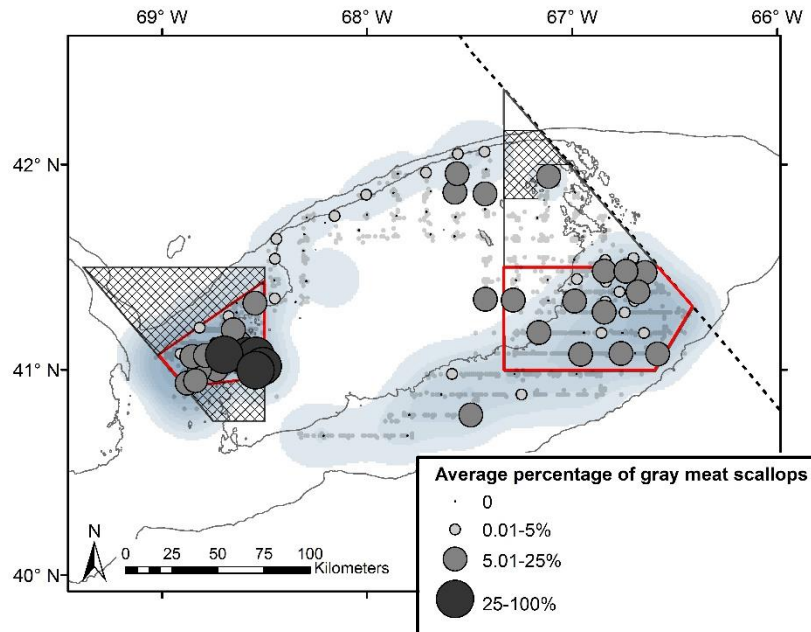 69° W 68° W 67° W 66° W
42° N
41° N
40° N
N
0 25 50 75 100
Kilometers
Average percentage of gray meat scallops
0
0.01-5%
5.01-25%
25-100%